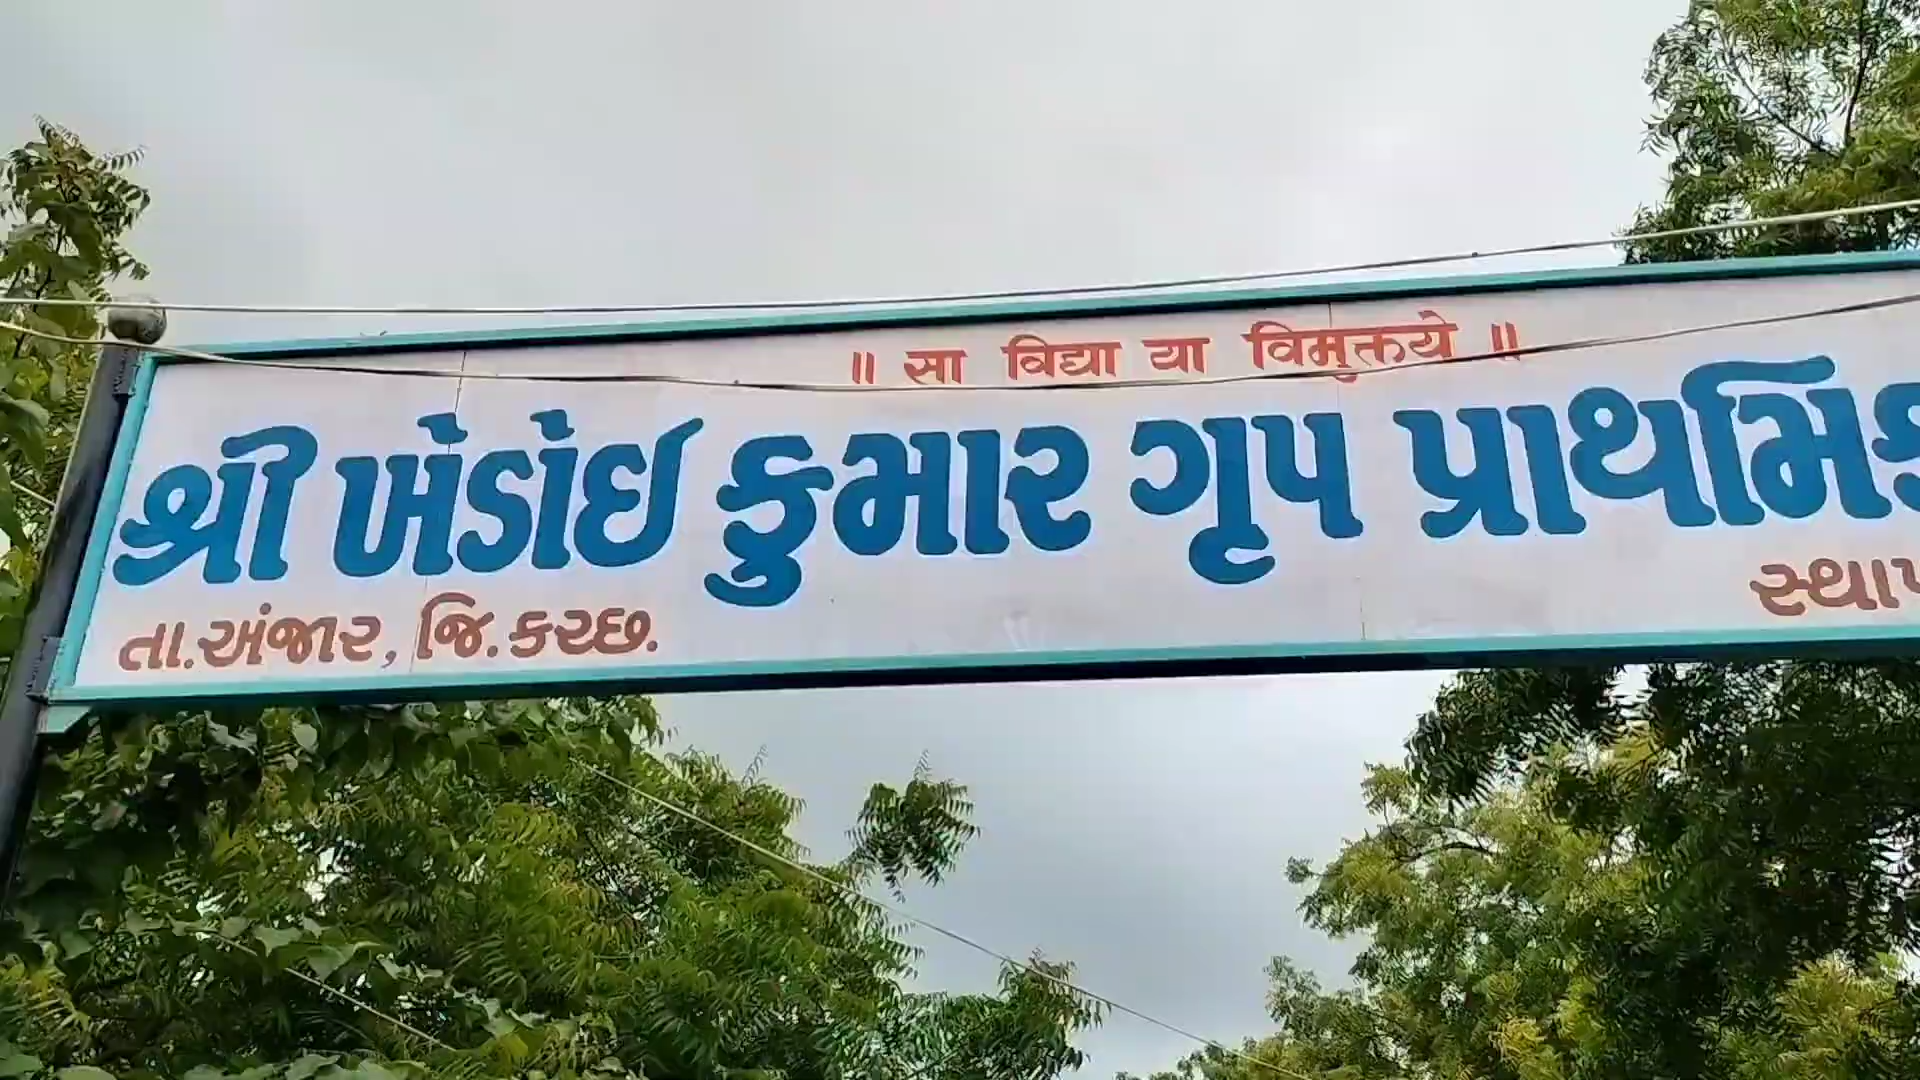 ॥ सा विद्या या विमुक्तये ॥
શ્રી ખેડોઈ કુમાર ગૃપ પ્રાથમિક
તા.અંજાર, જિ.કચ્છ.
સ્થાપ